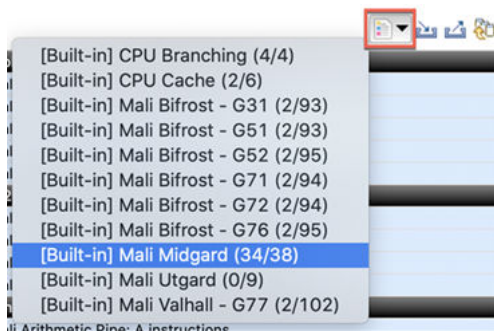 [Built-in] CPU Branching (4/4)
[Built-in] CPU Cache (2/6)
[Built-in] Mali Bifrost - G31 (2/93)
[Built-in] Mali Bifrost - G51 (2/93)
[Built-in] Mali Bifrost - G52 (2/95)
[Built-in] Mali Bifrost - G71 (2/94)
[Built-in] Mali Bifrost - G72 (2/94)
[Built-in] Mali Bifrost - G76 (2/95)
[Built-in] Mali Midgard (34/38)
[Built-in] Mali Utgard (0/9)
[Built-in] Mali Valhall - G77 (2/102)
Arithmetic Pipe: A instructions